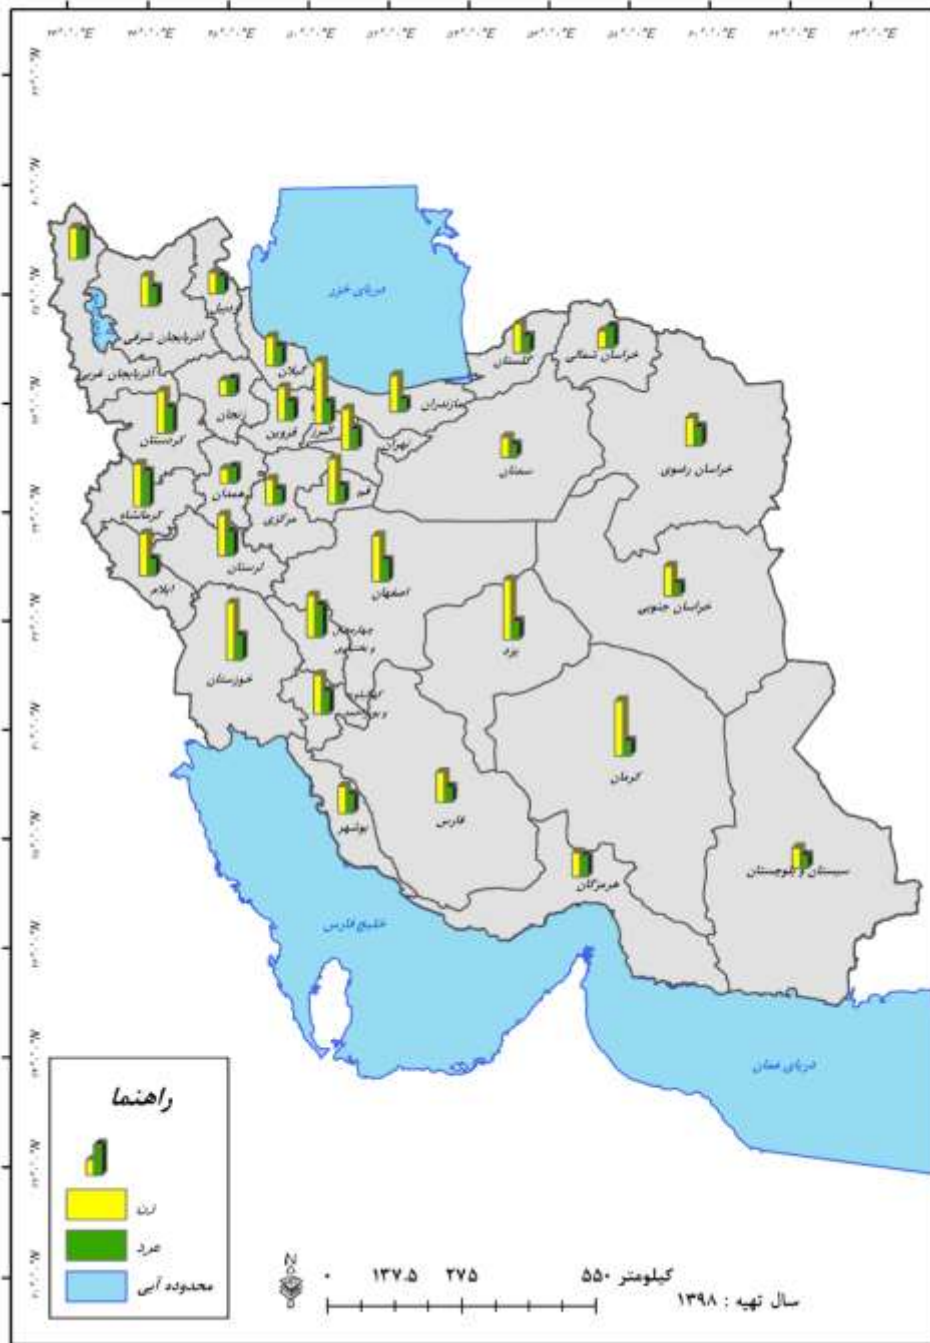 دریای خزر
اردبیل
آذربایجان شرقی
آذربایجان غربی
گیلان
گلستان
خراسان شمالی
مازندران
زنجان
قزوین
البرز
تهران
کردستان
سمنان
خراسان رضوی
همدان
قم
مرکزی
کرمانشاه
لرستان
ایلام
اصفهان
خراسان جنوبی
چهارمحال
و بختیاری
یزد
خوزستان
کرمان
فارس
بوشهر
سیستان و بلوچستان
هرمزگان
خلیج فارس
دریای عمان
راهنما
زن
مرد
محدوده آبی
N
۰ ۱۳۷.۵ ۲۷۵ ۵۵۰ کیلومتر
سال تهیه : ۱۳۹۸